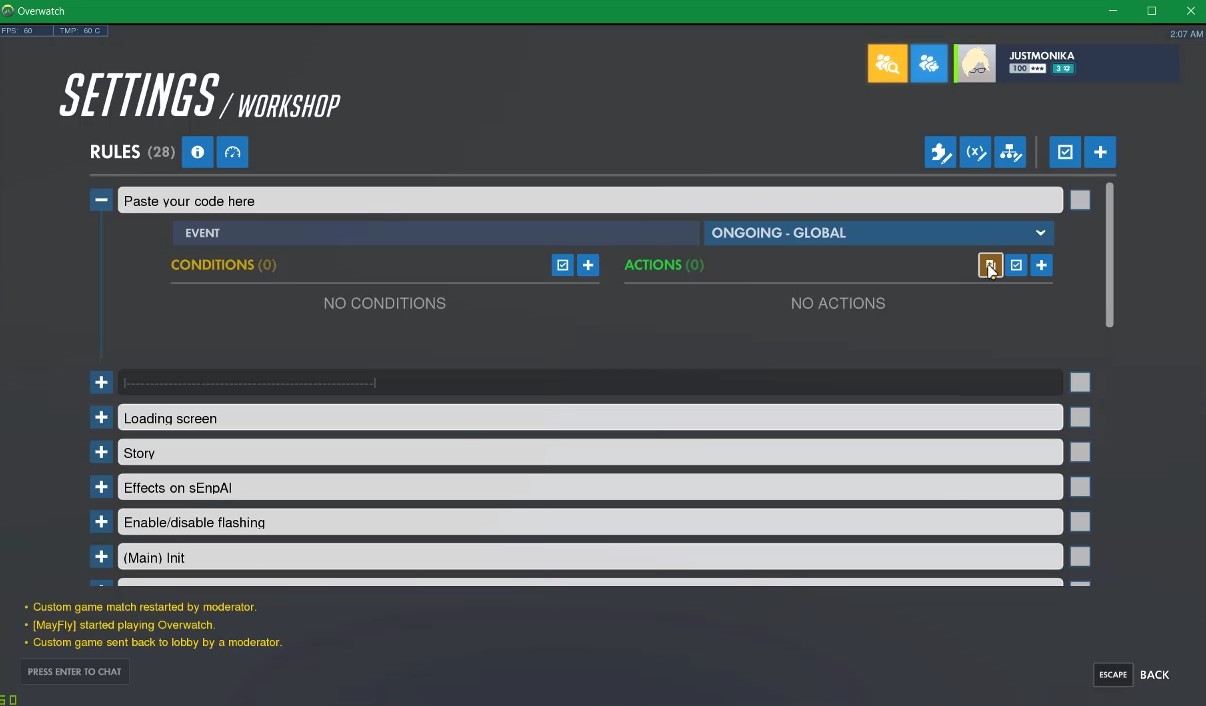 Overwatch
FPS: 60 TMP: 60 C
2:07 AM
JUSTMONIKA
100 3
SETTINGS / WORKSHOP
RULES (28)
Paste your code here
EVENT
ONGOING - GLOBAL
CONDITIONS (0)
ACTIONS (0)
NO CONDITIONS
NO ACTIONS
|-----------------------------------------------------|
Loading screen
Story
Effects on sEnpAI
Enable/disable flashing
(Main) Init
• Custom game match restarted by moderator.
• [MayFly] started playing Overwatch.
• Custom game sent back to lobby by a moderator.
PRESS ENTER TO CHAT
ESCAPE BACK